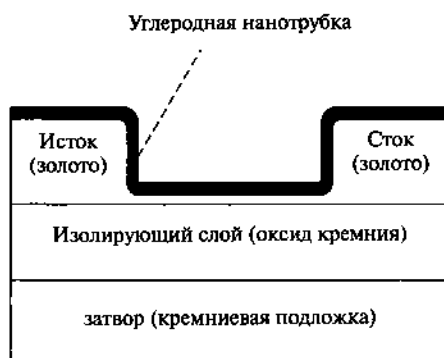 Углеродная нанотрубка
Исток
(золото)
Сток
(золото)
Изолирующий слой (оксид кремния)
затвор (кремниевая подложка)